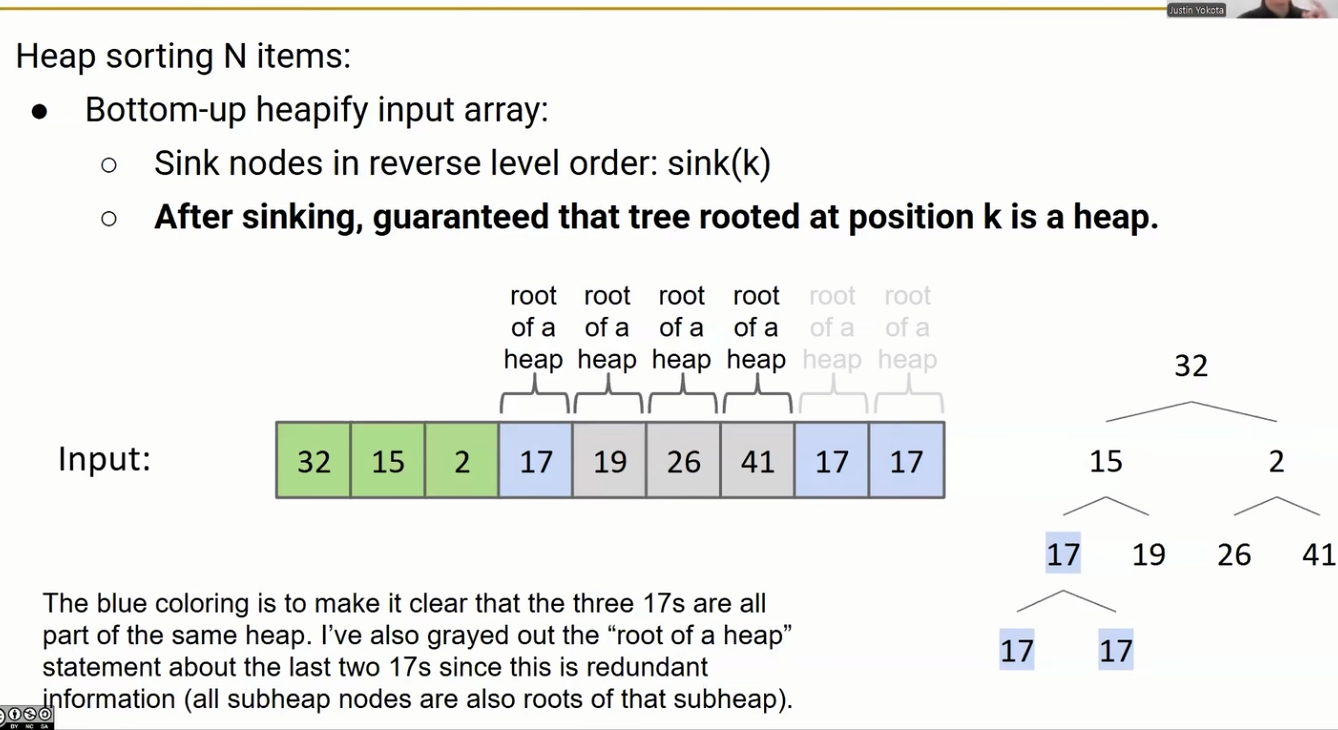 Justin Yokota
Heap sorting N items:
● Bottom-up heapify input array:
○ Sink nodes in reverse level order: sink(k)
○ After sinking, guaranteed that tree rooted at position k is a heap.
root root root root root root
of a of a of a of a of a of a
heap heap heap heap heap heap
Input: 32 15 2 17 19 26 41 17 17
32
15 2
17 19 26 41
17 17
The blue coloring is to make it clear that the three 17s are all
part of the same heap. I’ve also grayed out the “root of a heap”
statement about the last two 17s since this is redundant
information (all subheap nodes are also roots of that subheap).
BY NC SA